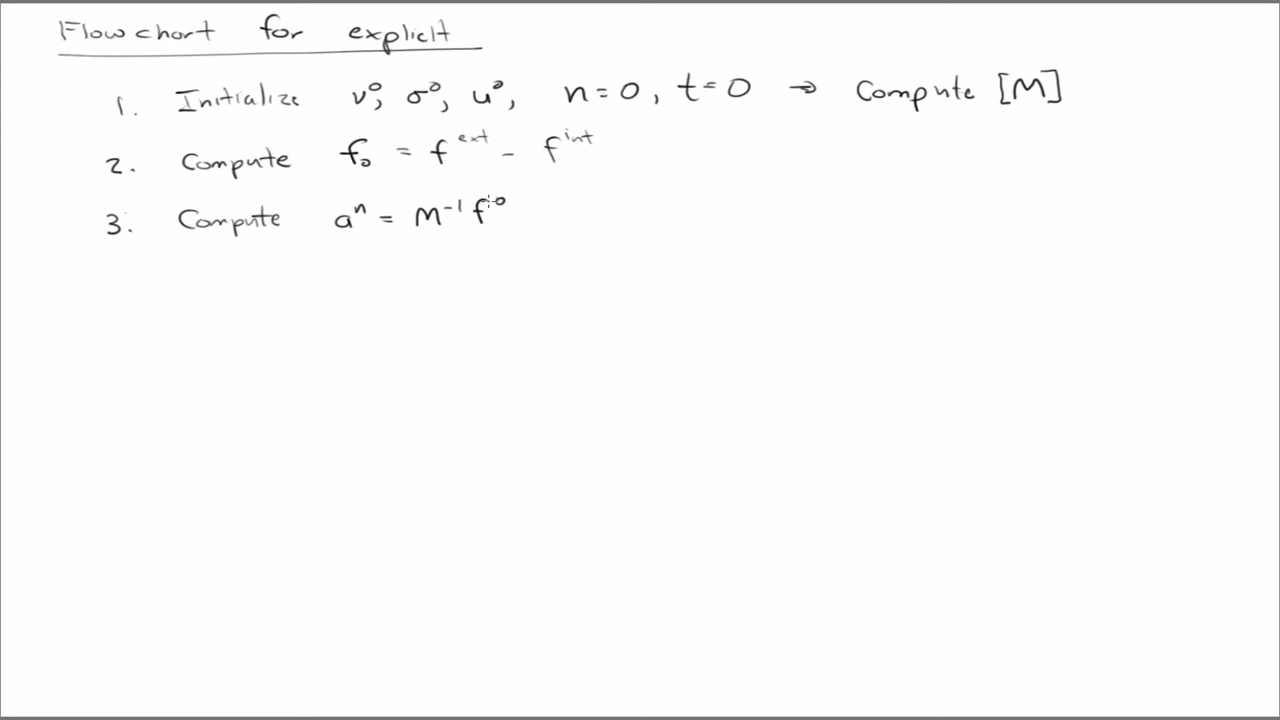 Flow chart for explicit
1. Initialize v⁰, σ⁰, u⁰, n = 0, t = 0 → Compute [M]
2. Compute f₀ = f^ext - f^int
3. Compute aⁿ = M⁻¹ f⁰